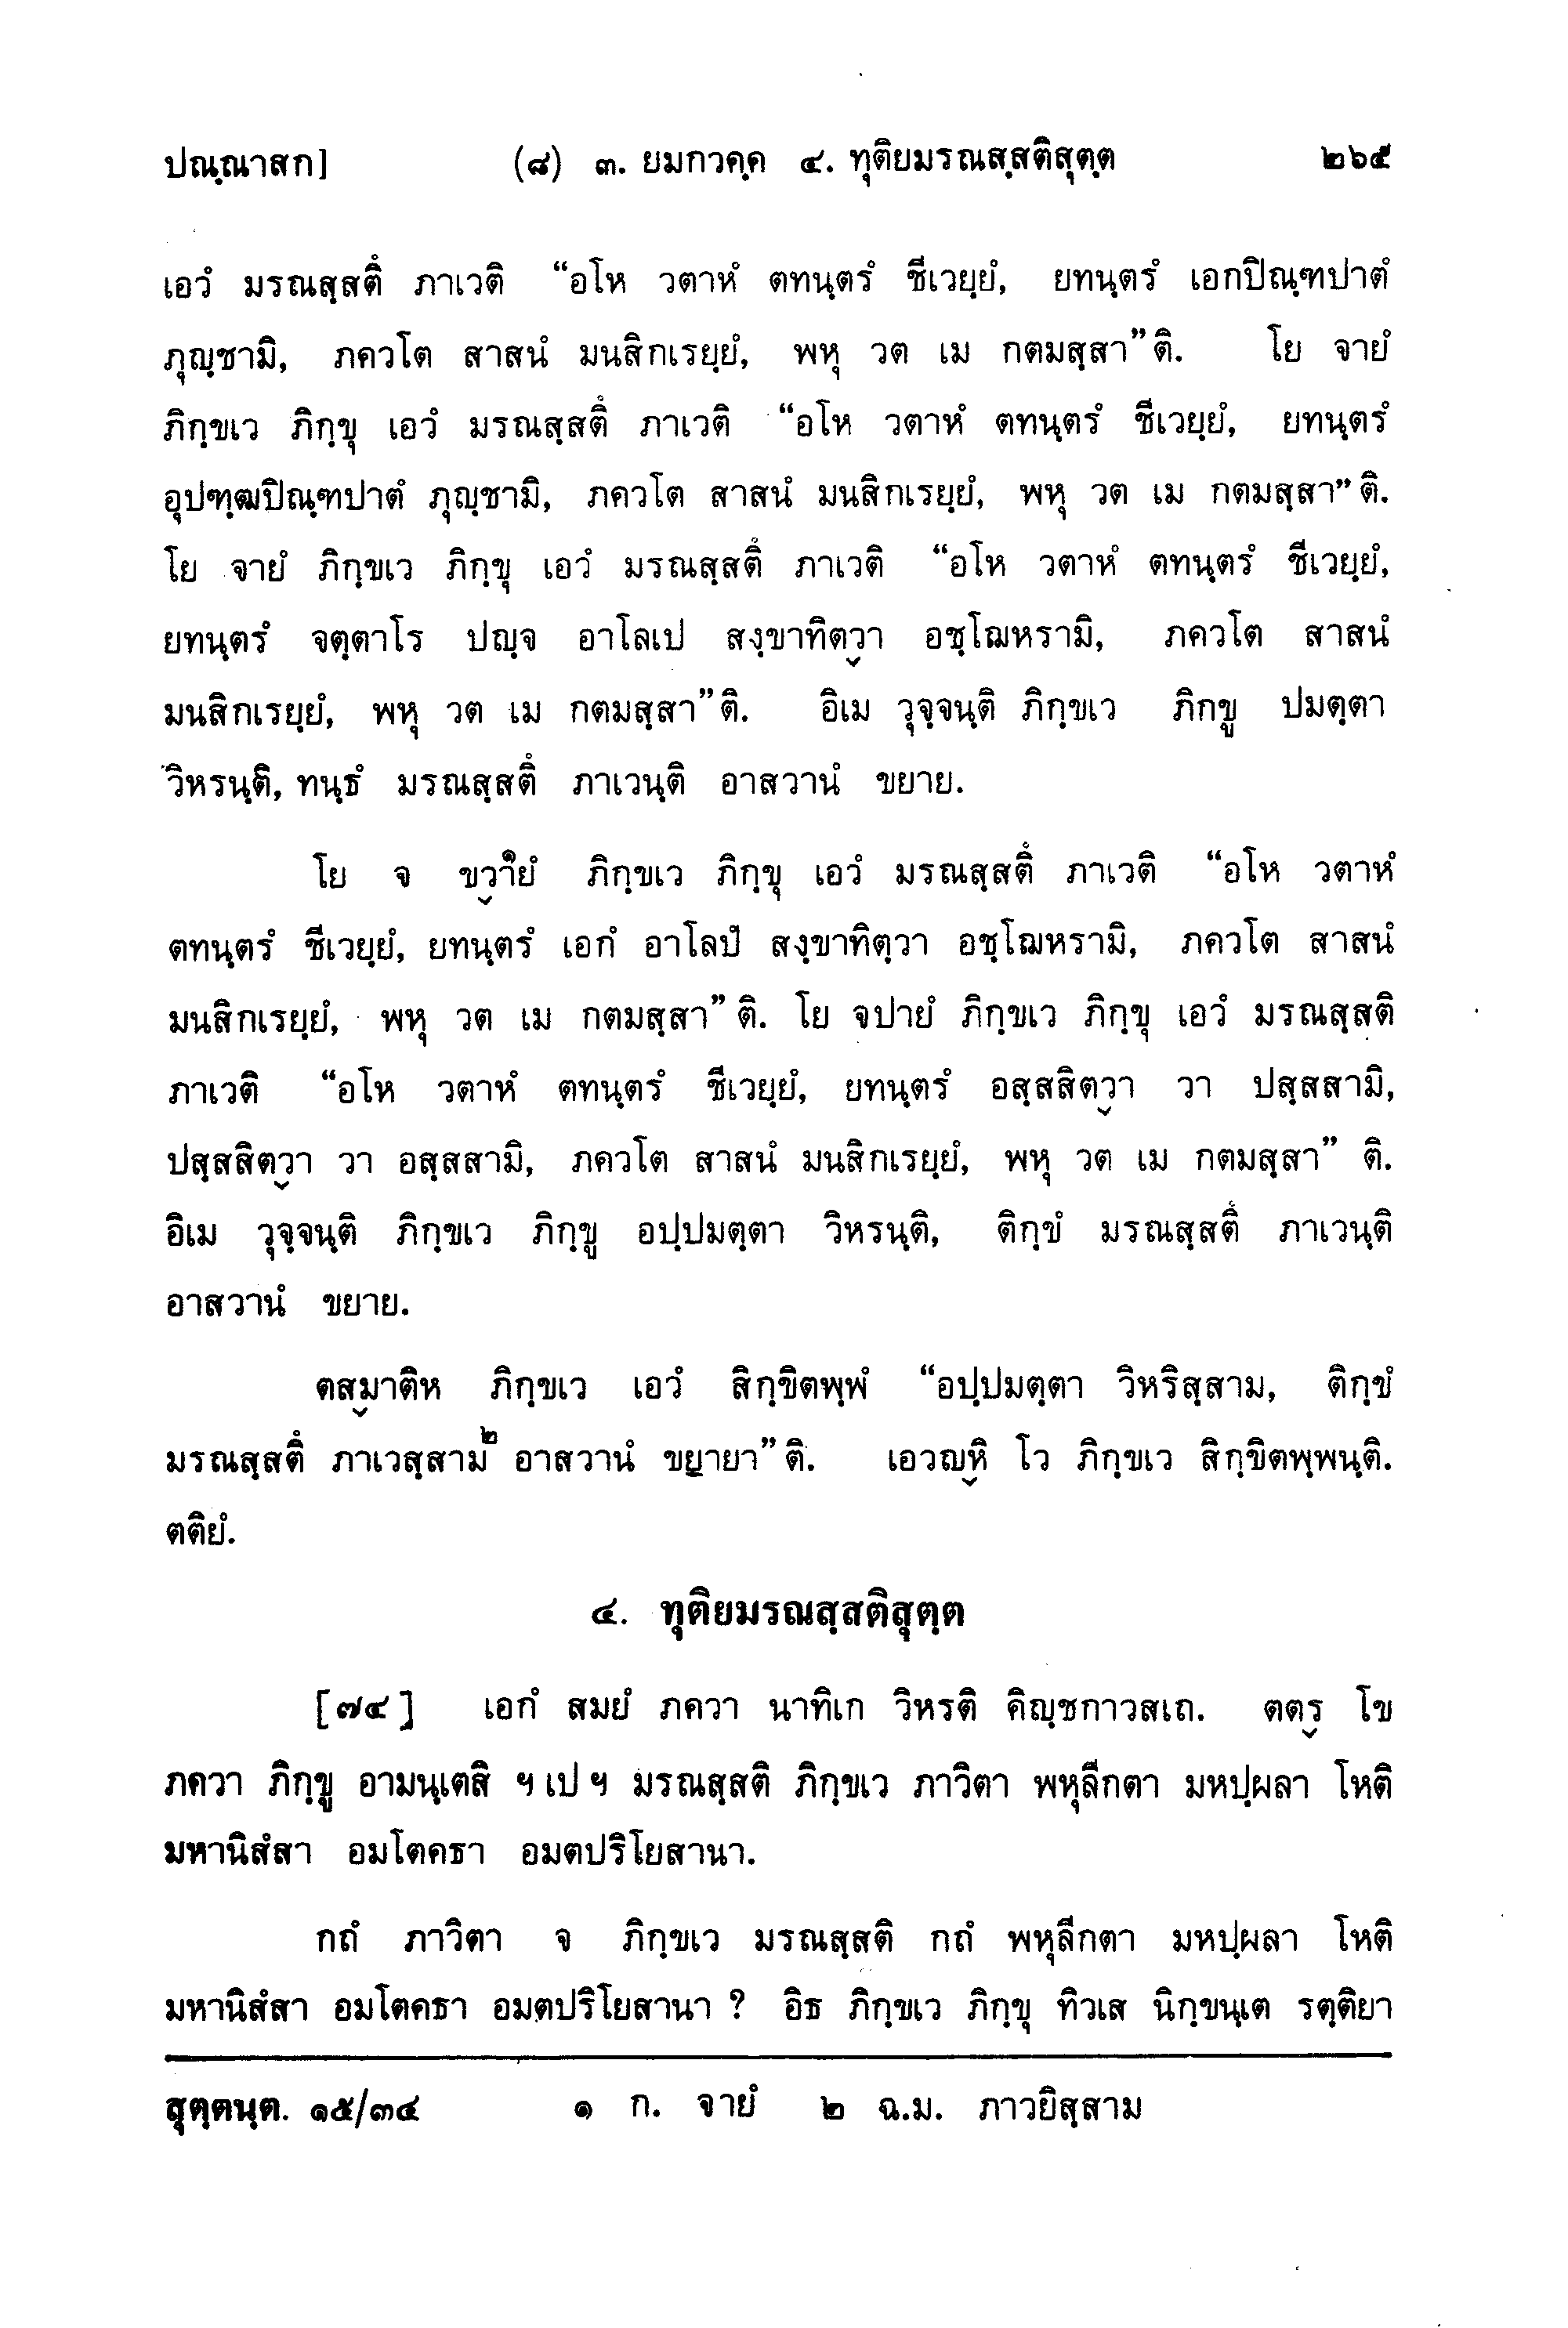 ปณฺณาสก] (๘) ๓. ยมกวคฺค ๔. ทุติยมรณสฺสติสุตฺต ๒๖๕
เอวํ มรณสฺสตึ ภาเวติ “อโห วตาหํ ตทนฺตรํ ชีเวยฺยํ, ยทนฺตรํ เอกปิณฺฑปาตํ
ภุญฺชามิ, ภควโต สาสนํ มนสิกเรยฺยํ, พหุ วต เม กตมสฺสา”ติ. โย จายํ
ภิกฺขเว ภิกฺขุ เอวํ มรณสฺสตึ ภาเวติ “อโห วตาหํ ตทนฺตรํ ชีเวยฺยํ, ยทนฺตรํ
อุปฑฺฒปิณฺฑปาตํ ภุญฺชามิ, ภควโต สาสนํ มนสิกเรยฺยํ, พหุ วต เม กตมสฺสา”ติ.
โย จายํ ภิกฺขเว ภิกฺขุ เอวํ มรณสฺสตึ ภาเวติ “อโห วตาหํ ตทนฺตรํ ชีเวยฺยํ,
ยทนฺตรํ จตฺตาโร ปญฺจ อาโลเป สงฺขาทิตฺวา อชฺโฌหรามิ, ภควโต สาสนํ
มนสิกเรยฺยํ, พหุ วต เม กตมสฺสา”ติ. อิเม วุจฺจนฺติ ภิกฺขเว ภิกขู ปมตฺตา
วิหรนฺติ, ทนฺธํ มรณสฺสตึ ภาเวนฺติ อาสวานํ ขยาย.
โย จ ขฺวา๑ยํ ภิกฺขเว ภิกฺขุ เอวํ มรณสฺสตึ ภาเวติ “อโห วตาหํ
ตทนฺตรํ ชีเวยฺยํ, ยทนฺตรํ เอกํ อาโลปํ สงฺขาทิตฺวา อชฺโฌหรามิ, ภควโต สาสนํ
มนสิกเรยฺยํ, พหุ วต เม กตมสฺสา”ติ. โย จปายํ ภิกฺขเว ภิกฺขุ เอวํ มรณสฺสติ
ภาเวติ “อโห วตาหํ ตทนฺตรํ ชีเวยฺยํ, ยทนฺตรํ อสฺสสิตฺวา วา ปสฺสสามิ,
ปสฺสสิตฺวา วา อสฺสสามิ, ภควโต สาสนํ มนสิกเรยฺยํ, พหุ วต เม กตมสฺสา” ติ.
อิเม วุจฺจนฺติ ภิกฺขเว ภิกฺขู อปฺปมตฺตา วิหรนฺติ, ติกฺขํ มรณสฺสตึ ภาเวนฺติ
อาสวานํ ขยาย.
ตสฺมาติห ภิกฺขเว เอวํ สิกฺขิตพฺพํ “อปฺปมตฺตา วิหริสฺสาม, ติกฺขํ
มรณสฺสตึ ภาเวสฺสาม๒ อาสวานํ ขยายา”ติ. เอวญฺหิ โว ภิกฺขเว สิกฺขิตพฺพนฺติ.
ตติยํ.
๔. ทุติยมรณสฺสติสุตฺต
[๗๔] เอกํ สมยํ ภควา นาทิเก วิหรติ คิญฺชกาวสเถ. ตตฺร โข
ภควา ภิกฺขู อามนฺเตสิ ฯ เป ฯ มรณสฺสติ ภิกฺขเว ภาวิตา พหุลีกตา มหปฺผลา โหติ
มหานิสํสา อมโตคธา อมตปริโยสานา.
กถํ ภาวิตา จ ภิกฺขเว มรณสฺสติ กถํ พหุลีกตา มหปฺผลา โหติ
มหานิสํสา อมโตคธา อมตปริโยสานา ? อิธ ภิกฺขเว ภิกฺขุ ทิวเส นิกฺขนฺเต รตฺติยา
สุตฺตนฺต. ๑๕/๓๔ ๑ ก. จายํ ๒ ฉ.ม. ภาวยิสฺสาม